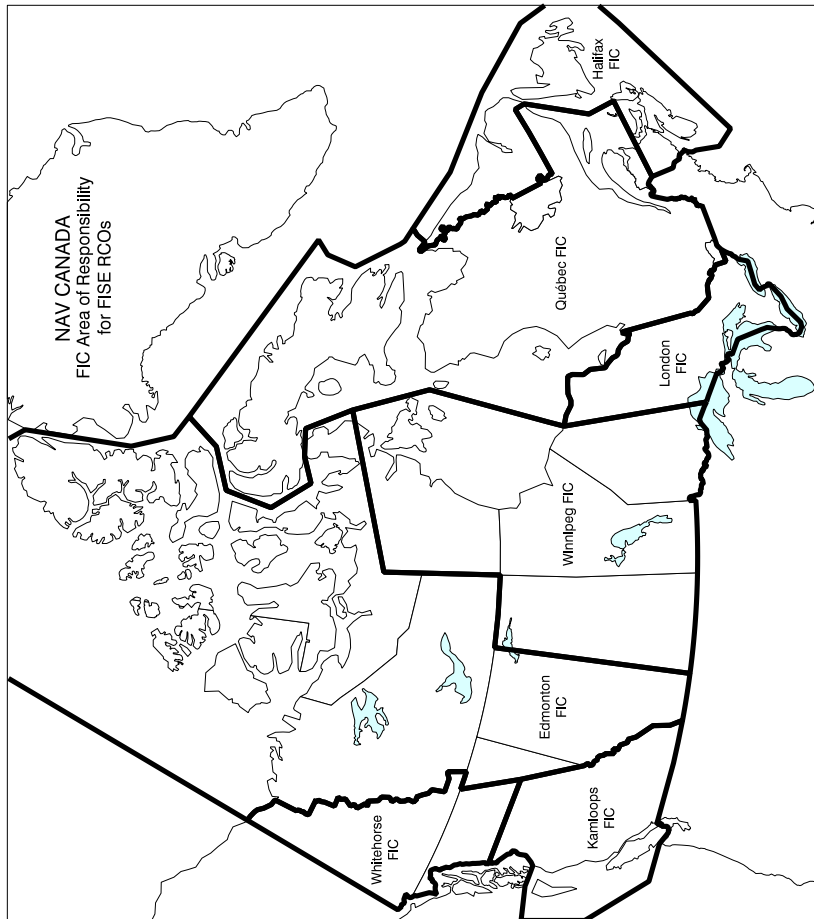 NAV CANADA
FIC Area of Responsibility
for FISE RCOs
Whitehorse
FIC
Kamloops
FIC
Edmonton
FIC
Winnipeg FIC
London
FIC
Québec FIC
Halifax
FIC